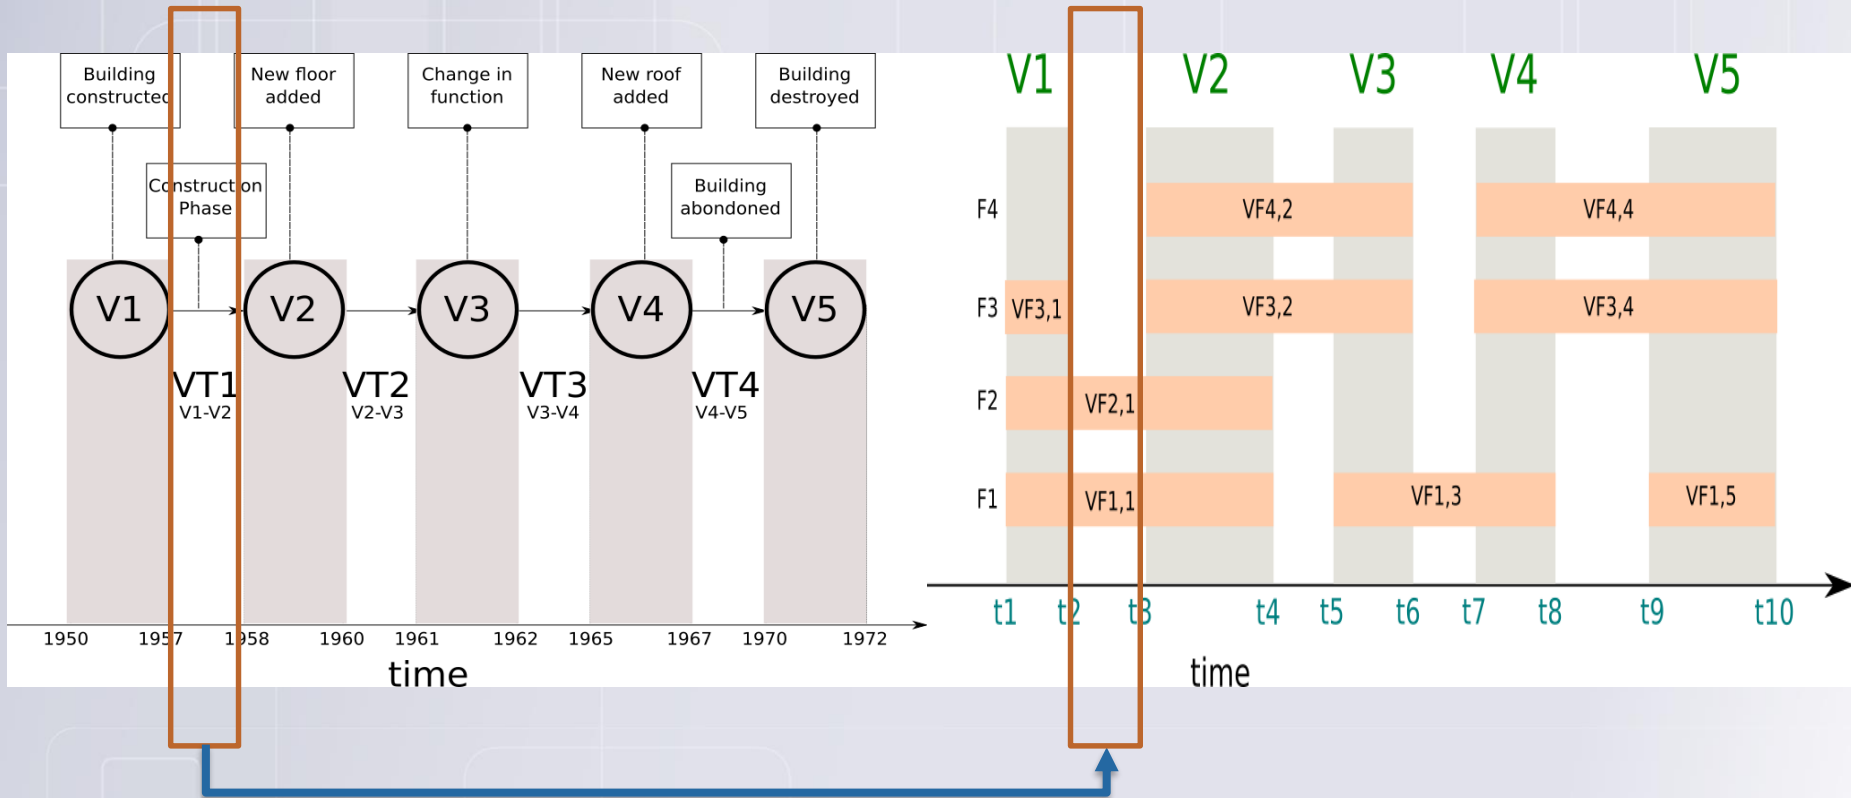 Building
constructed
New floor
added
Change in
function
New roof
added
Building
destroyed
Construction
Phase
Building
abandoned
V1
V2
V3
V4
V5
VT1
V1-V2
VT2
V2-V3
VT3
V3-V4
VT4
V4-V5
1950 1957 1958 1960 1961 1962 1965 1967 1970 1972
time
V1 V2 V3 V4 V5
F4 VF4,2 VF4,4
F3 VF3,1 VF3,2 VF3,4
F2 VF2,1
F1 VF1,1 VF1,3 VF1,5
t1 t2 t3 t4 t5 t6 t7 t8 t9 t10
time